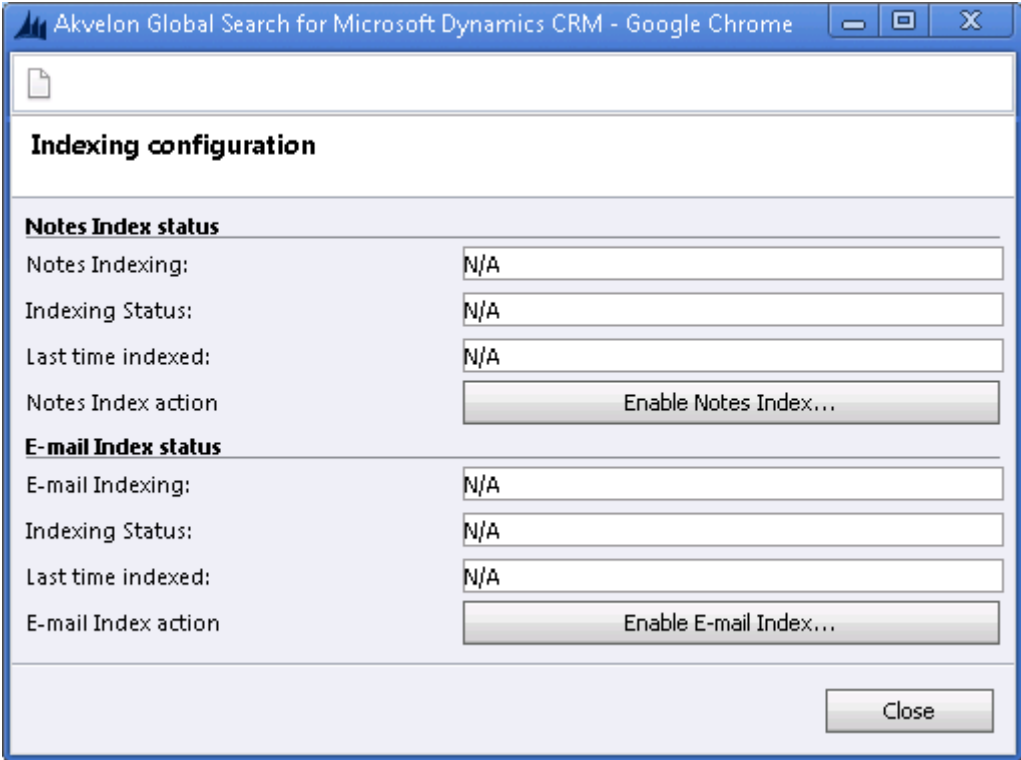 Akvelon Global Search for Microsoft Dynamics CRM - Google Chrome
Indexing configuration
Notes Index status
Notes Indexing: N/A
Indexing Status: N/A
Last time indexed: N/A
Notes Index action Enable Notes Index...
E-mail Index status
E-mail Indexing: N/A
Indexing Status: N/A
Last time indexed: N/A
E-mail Index action Enable E-mail Index...
Close